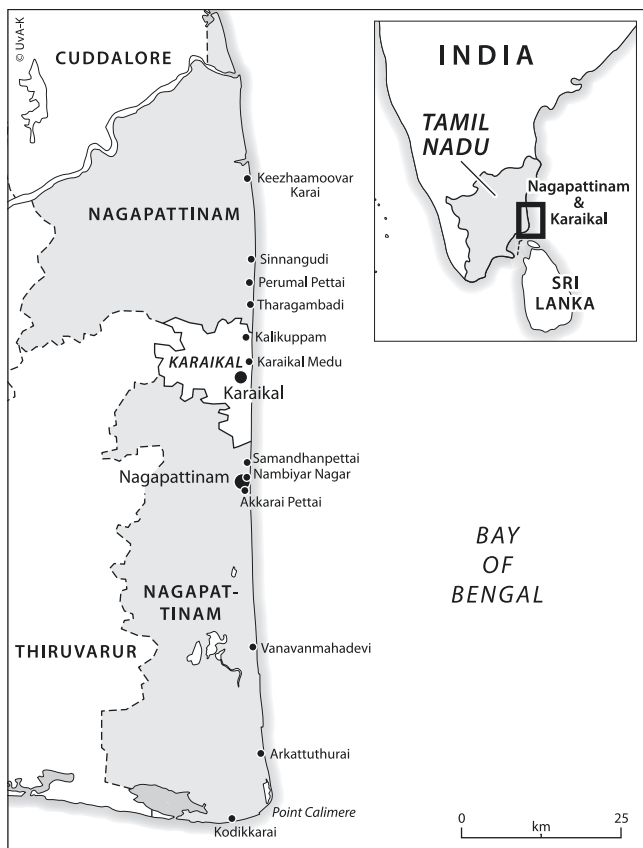 © UvA-K
CUDDALORE
NAGAPATTINAM
Keezhaamoovar
Karai
Sinnangudi
Perumal Pettai
Tharagambadi
Kalikuppam
KARAIKAL
Karaikal Medu
Karaikal
Samandhanpettai
Nagapattinam
Nambiyar Nagar
Akkarai Pettai
NAGAPAT-
TINAM
THIRUVARUR
Vanavanmahadevi
Arkattuthurai
Point Calimere
Kodikkarai
INDIA
TAMIL
NADU
Nagapattinam
&
Karaikal
SRI
LANKA
BAY
OF
BENGAL
0 25
km